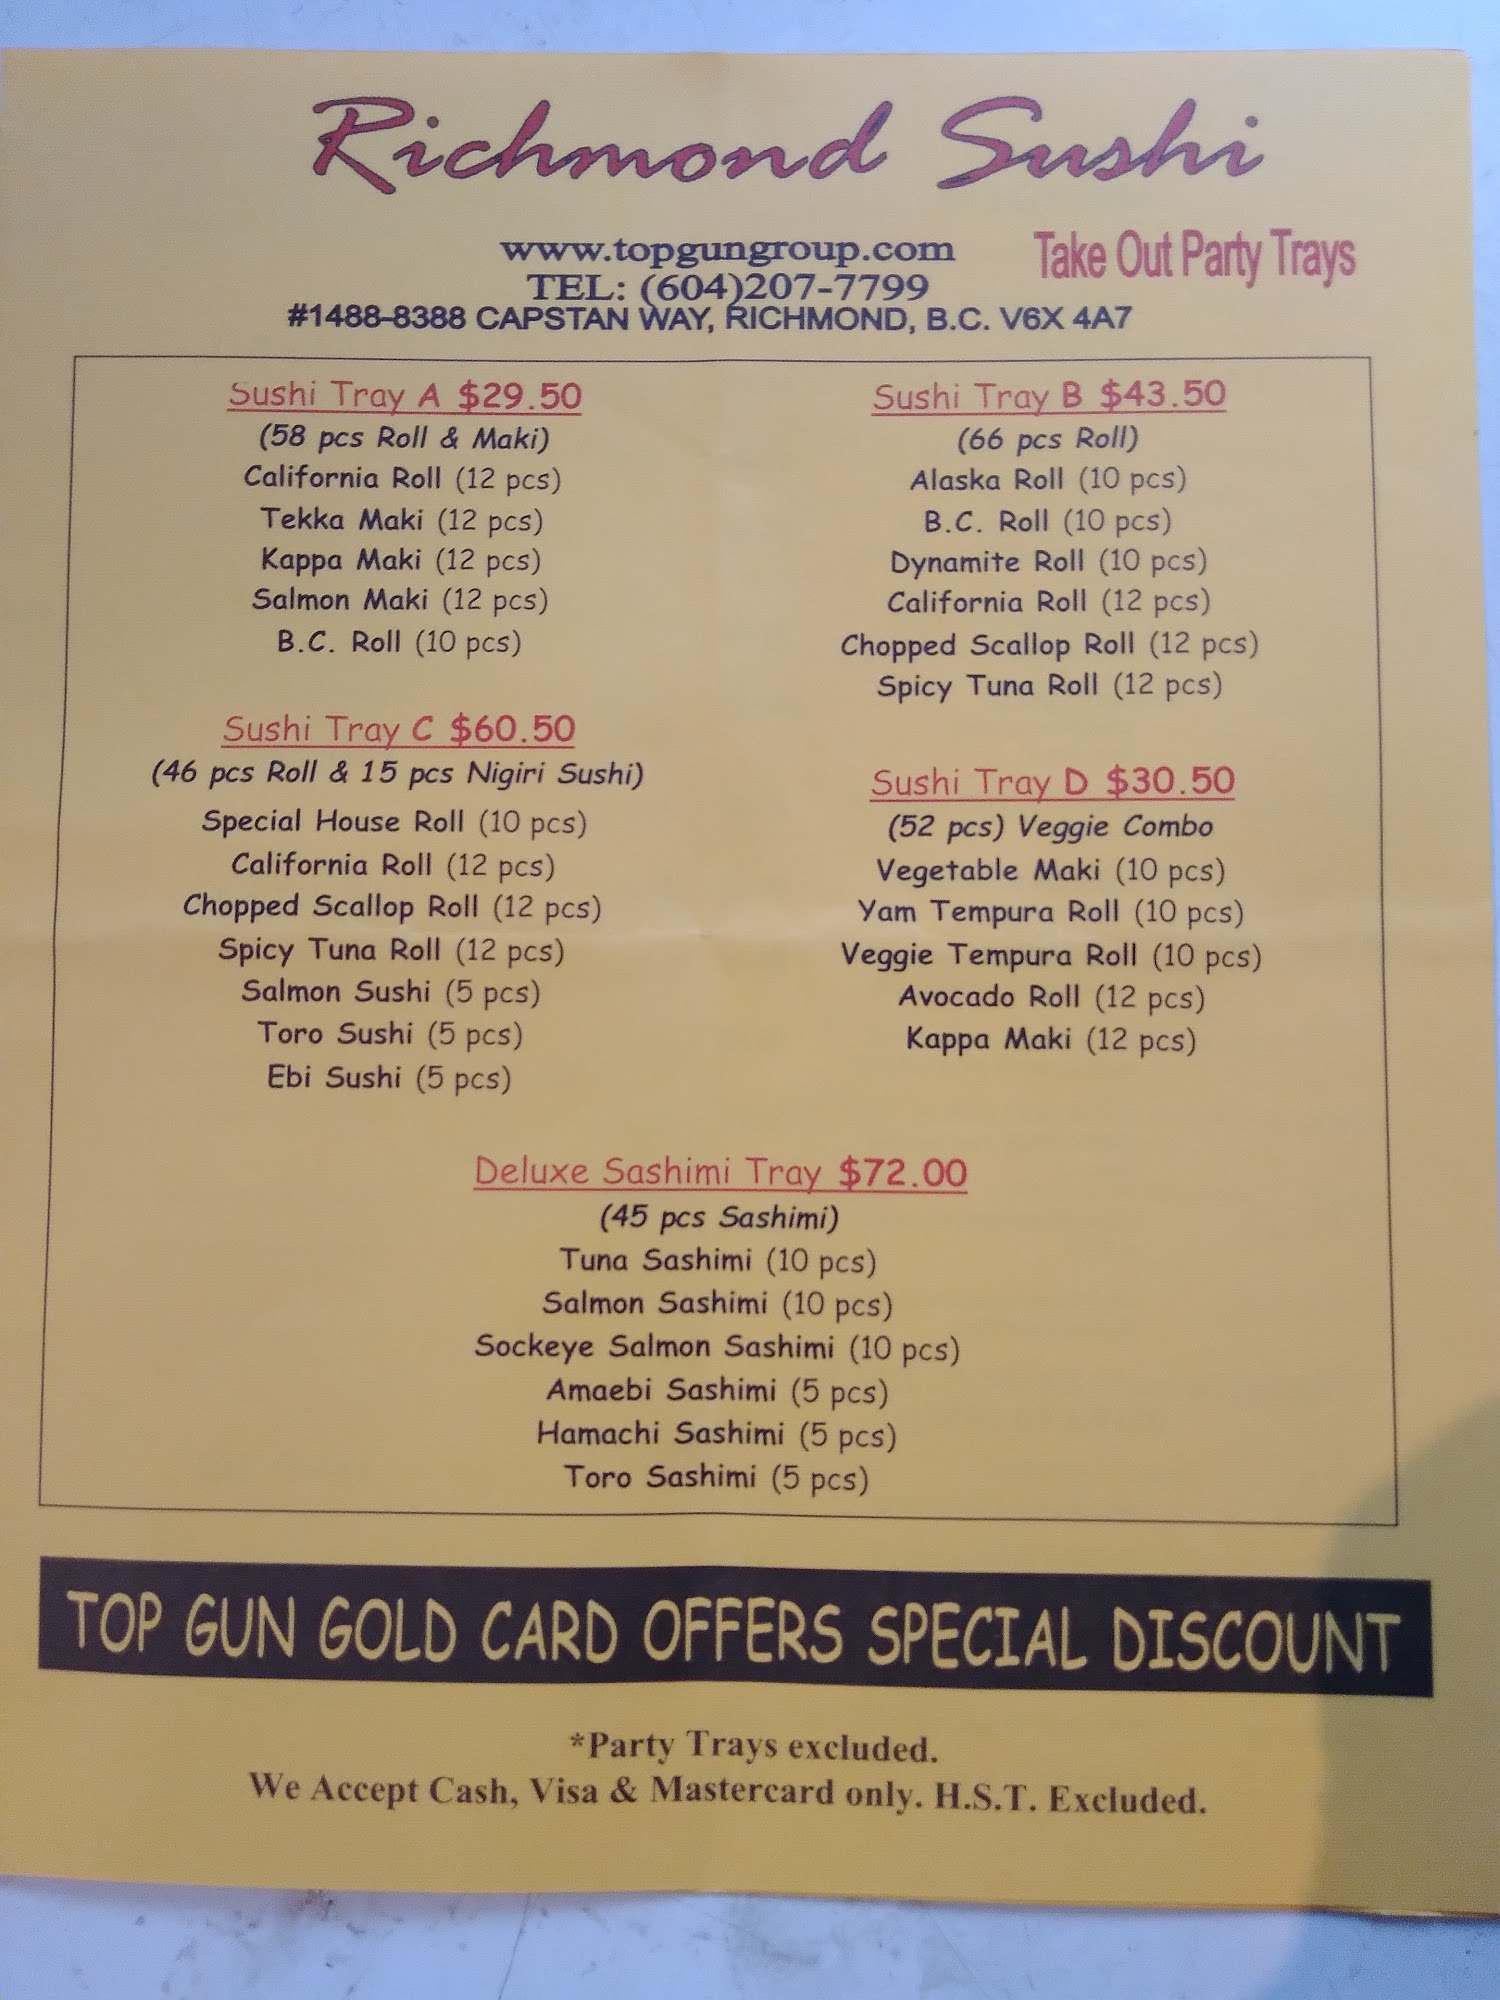 Richmond Sushi
www.topgungroup.com
Take Out Party Trays
TEL: (604)207-7799
#1488-8388 CAPSTAN WAY, RICHMOND, B.C. V6X 4A7
Sushi Tray A $29.50
(58 pcs Roll & Maki)
California Roll (12 pcs)
Tekka Maki (12 pcs)
Kappa Maki (12 pcs)
Salmon Maki (12 pcs)
B.C. Roll (10 pcs)
Sushi Tray B $43.50
(66 pcs Roll)
Alaska Roll (10 pcs)
B.C. Roll (10 pcs)
Dynamite Roll (10 pcs)
California Roll (12 pcs)
Chopped Scallop Roll (12 pcs)
Spicy Tuna Roll (12 pcs)
Sushi Tray C $60.50
(46 pcs Roll & 15 pcs Nigiri Sushi)
Special House Roll (10 pcs)
California Roll (12 pcs)
Chopped Scallop Roll (12 pcs)
Spicy Tuna Roll (12 pcs)
Salmon Sushi (5 pcs)
Toro Sushi (5 pcs)
Ebi Sushi (5 pcs)
Sushi Tray D $30.50
(52 pcs) Veggie Combo
Vegetable Maki (10 pcs)
Yam Tempura Roll (10 pcs)
Veggie Tempura Roll (10 pcs)
Avocado Roll (12 pcs)
Kappa Maki (12 pcs)
Deluxe Sashimi Tray $72.00
(45 pcs Sashimi)
Tuna Sashimi (10 pcs)
Salmon Sashimi (10 pcs)
Sockeye Salmon Sashimi (10 pcs)
Amaebi Sashimi (5 pcs)
Hamachi Sashimi (5 pcs)
Toro Sashimi (5 pcs)
TOP GUN GOLD CARD OFFERS SPECIAL DISCOUNT
*Party Trays excluded.
We Accept Cash, Visa & Mastercard only. H.S.T. Excluded.